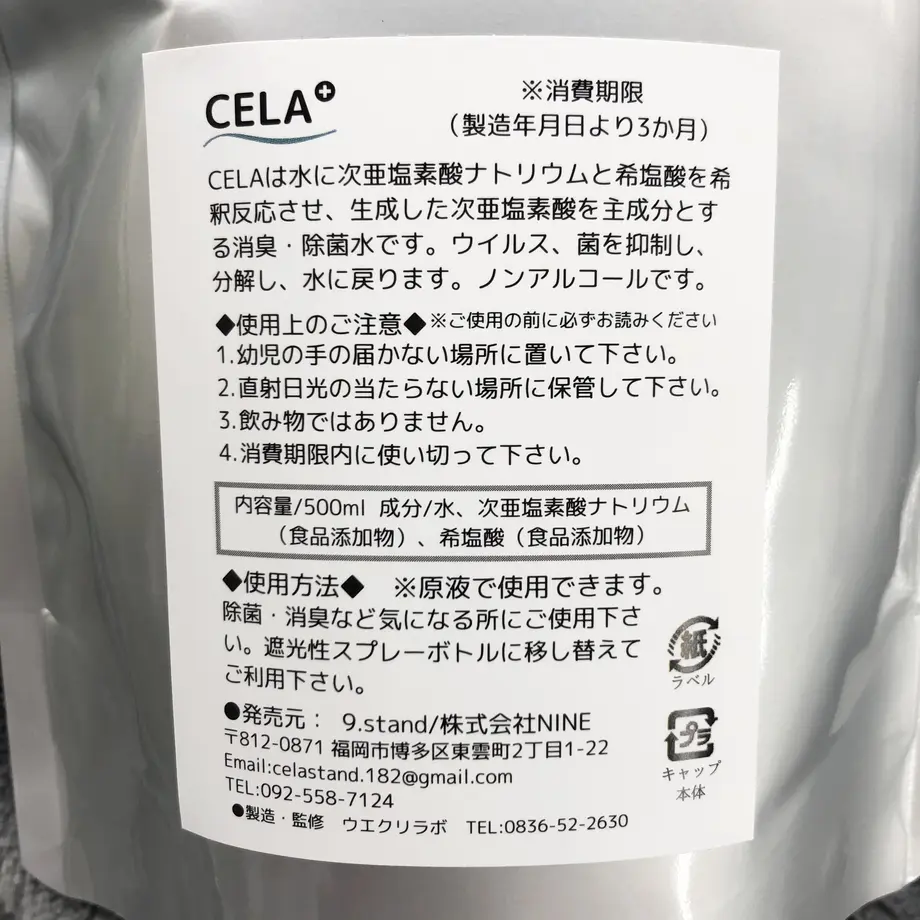 CELA+
※消費期限
(製造年月日より3か月)
CELAは水に次亜塩素酸ナトリウムと希塩酸を希
釈反応させ、生成した次亜塩素酸を主成分とす
る消臭・除菌水です。ウイルス、菌を抑制し、
分解し、水に戻ります。ノンアルコールです。
◆使用上のご注意◆※ご使用の前に必ずお読みください
1.幼児の手の届かない場所に置いて下さい。
2.直射日光の当たらない場所に保管して下さい。
3.飲み物ではありません。
4.消費期限内に使い切って下さい。
内容量/500ml 成分/水、次亜塩素酸ナトリウム
(食品添加物)、希塩酸(食品添加物)
◆使用方法◆ ※原液で使用できます。
除菌・消臭など気になる所にご使用下さ
い。遮光性スプレーボトルに移し替えて
ご利用下さい。
紙
ラベル
プラ
キャップ
本体
●発売元: 9.stand/株式会社NINE
〒812-0871 福岡市博多区東雲町2丁目1-22
Email:celastand.182@gmail.com
TEL:092-558-7124
●製造・監修 ウエクリラボ TEL:0836-52-2630